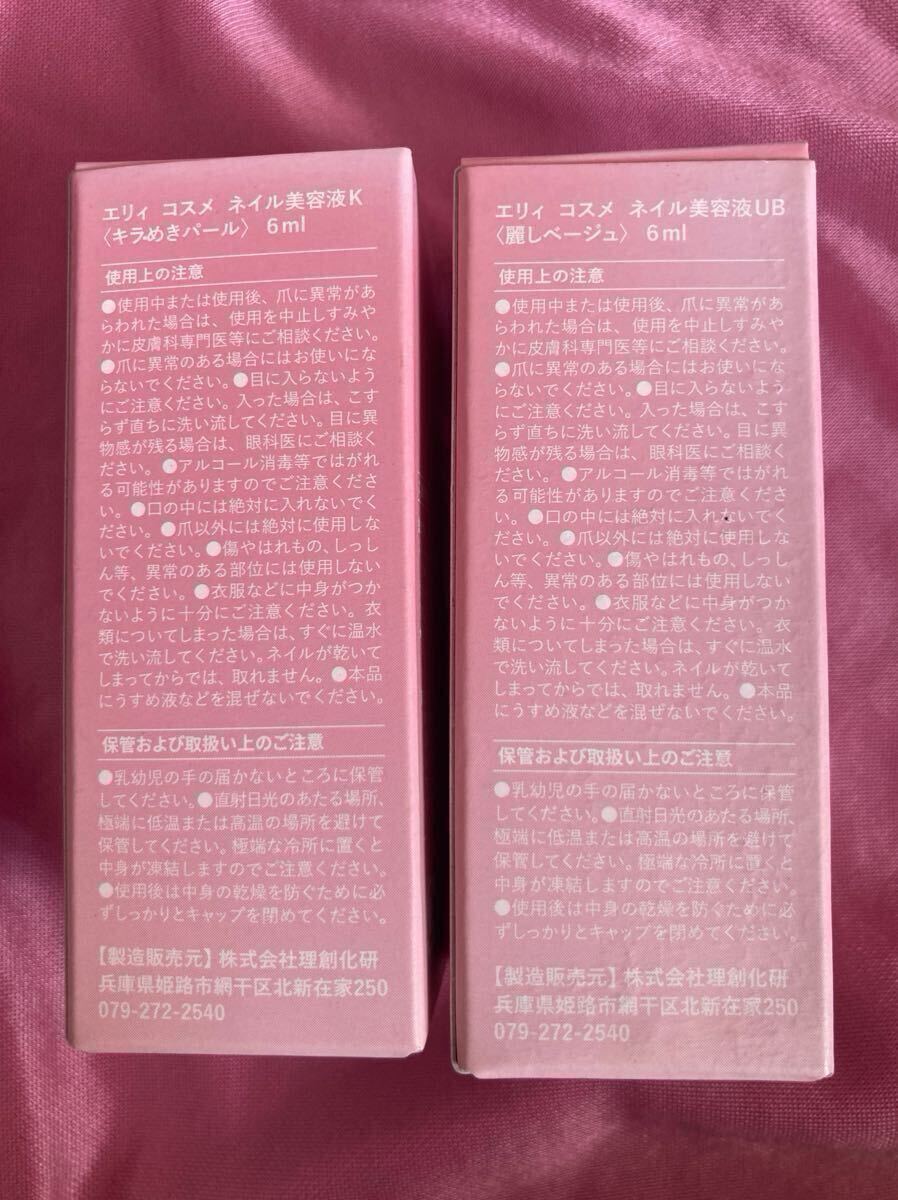 エリィ コスメ ネイル美容液K
〈キラめきパール〉 6ml
使用上の注意
●使用中または使用後、爪に異常があ
らわれた場合は、使用を中止しすみや
かに皮膚科専門医等にご相談ください。
●爪に異常のある場合にはお使いにな
らないでください。●目に入らないよう
にご注意ください。入った場合は、こす
らず直ちに洗い流してください。目に異
物感が残る場合は、眼科医にご相談く
ださい。●アルコール消毒等ではがれ
る可能性がありますのでご注意くださ
い。●口の中には絶対に入れないでく
ださい。●爪以外には絶対に使用しな
いでください。●傷やはれもの、しっし
ん等、異常のある部位には使用しない
でください。●衣服などに中身がつか
ないように十分にご注意ください。衣
類についてしまった場合は、すぐに温水
で洗い流してください。ネイルが乾いて
しまってからでは、取れません。●本品
にうすめ液などを混ぜないでください。
保管および取扱い上のご注意
●乳幼児の手の届かないところに保管
してください。●直射日光のあたる場所、
極端に低温または高温の場所を避けて
保管してください。極端な冷所に置くと
中身が凍結しますのでご注意ください。
●使用後は中身の乾燥を防ぐために必
ずしっかりとキャップを閉めてください。
【製造販売元】株式会社理創化研
兵庫県姫路市網干区北新在家250
079-272-2540
エリィ コスメ ネイル美容液UB
〈麗しベージュ〉 6ml
使用上の注意
●使用中または使用後、爪に異常があ
らわれた場合は、使用を中止しすみや
かに皮膚科専門医等にご相談ください。
●爪に異常のある場合にはお使いにな
らないでください。●目に入らないよう
にご注意ください。入った場合は、こす
らず直ちに洗い流してください。目に異
物感が残る場合は、眼科医にご相談く
ださい。●アルコール消毒等ではがれ
る可能性がありますのでご注意くださ
い。●口の中には絶対に入れないでく
ださい。●爪以外には絶対に使用しな
いでください。●傷やはれもの、しっし
ん等、異常のある部位には使用しない
でください。●衣服などに中身がつか
ないように十分にご注意ください。衣
類についてしまった場合は、すぐに温水
で洗い流してください。ネイルが乾いて
しまってからでは、取れません。●本品
にうすめ液などを混ぜないでください。
保管および取扱い上のご注意
●乳幼児の手の届かないところに保管
してください。●直射日光のあたる場所、
極端に低温または高温の場所を避けて
保管してください。極端な冷所に置くと
中身が凍結しますのでご注意ください。
●使用後は中身の乾燥を防ぐために必
ずしっかりとキャップを閉めてください。
【製造販売元】株式会社理創化研
兵庫県姫路市網干区北新在家250
079-272-2540